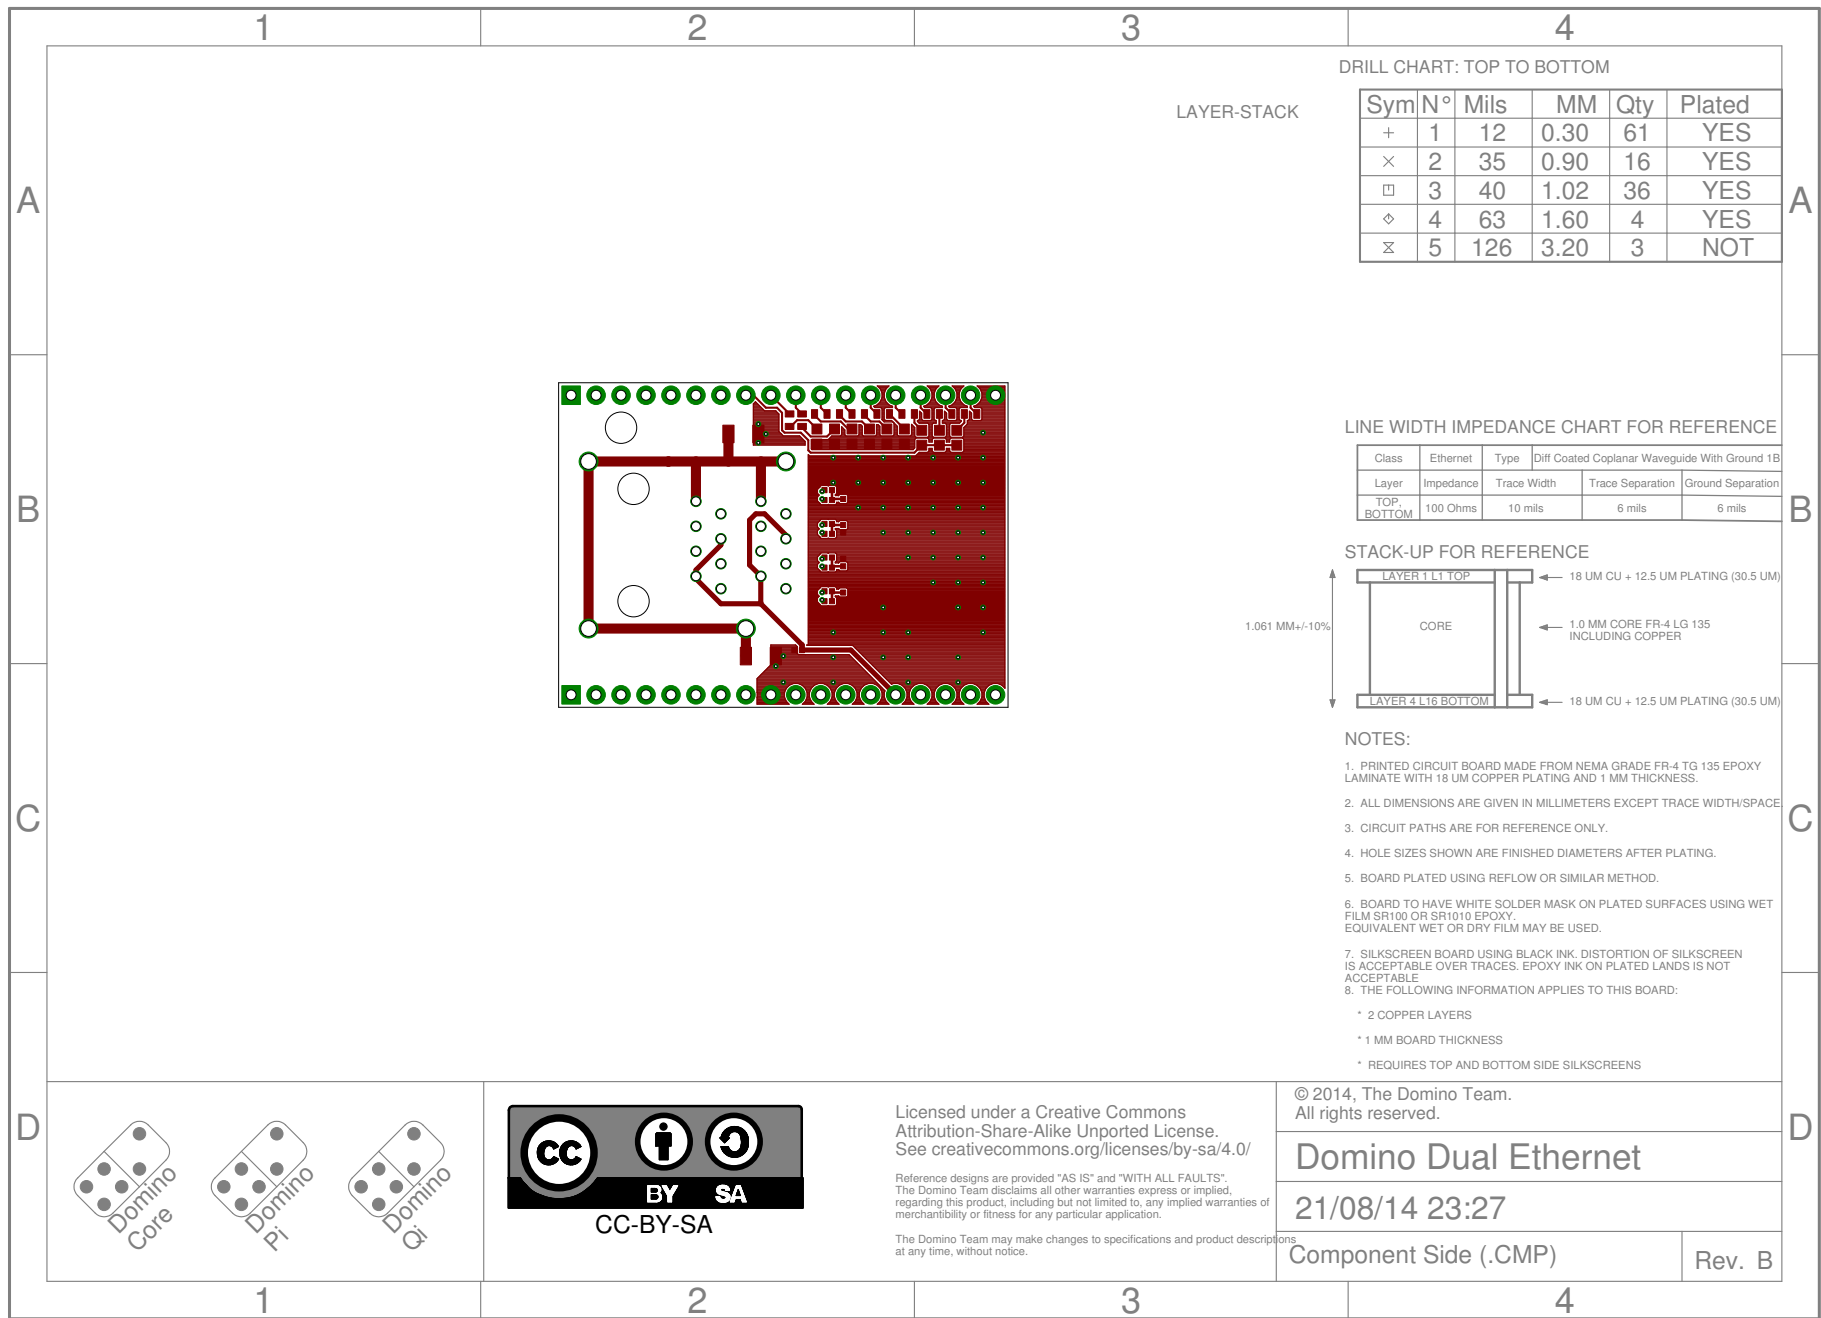 1 2 3 4
DRILL CHART: TOP TO BOTTOM
LAYER-STACK
Sym N° Mils MM Qty Plated
1 12 0.30 61 YES
2 35 0.90 16 YES
3 40 1.02 36 YES
4 63 1.60 4 YES
5 126 3.20 3 NOT
A A
LINE WIDTH IMPEDANCE CHART FOR REFERENCE
Class Ethernet Type Diff Coated Coplanar Waveguide With Ground 1B
Layer Impedance Trace Width Trace Separation Ground Separation
TOP, BOTTOM 100 Ohms 10 mils 6 mils 6 mils
B B
STACK-UP FOR REFERENCE
LAYER 1 L1 TOP
18 UM CU + 12.5 UM PLATING (30.5 UM)
1.061 MM+/-10%
CORE
1.0 MM CORE FR-4 LG 135
INCLUDING COPPER
LAYER 4 L16 BOTTOM
18 UM CU + 12.5 UM PLATING (30.5 UM)
NOTES:
1. PRINTED CIRCUIT BOARD MADE FROM NEMA GRADE FR-4 TG 135 EPOXY
LAMINATE WITH 18 UM COPPER PLATING AND 1 MM THICKNESS.
2. ALL DIMENSIONS ARE GIVEN IN MILLIMETERS EXCEPT TRACE WIDTH/SPACE
3. CIRCUIT PATHS ARE FOR REFERENCE ONLY.
4. HOLE SIZES SHOWN ARE FINISHED DIAMETERS AFTER PLATING.
5. BOARD PLATED USING REFLOW OR SIMILAR METHOD.
6. BOARD TO HAVE WHITE SOLDER MASK ON PLATED SURFACES USING WET
FILM SR100 OR SR1010 EPOXY.
EQUIVALENT WET OR DRY FILM MAY BE USED.
7. SILKSCREEN BOARD USING BLACK INK. DISTORTION OF SILKSCREEN
IS ACCEPTABLE OVER TRACES. EPOXY INK ON PLATED LANDS IS NOT
ACCEPTABLE
8. THE FOLLOWING INFORMATION APPLIES TO THIS BOARD:
* 2 COPPER LAYERS
* 1 MM BOARD THICKNESS
* REQUIRES TOP AND BOTTOM SIDE SILKSCREENS
C C
D D
Domino
Core
Domino
Pi
Domino
Qi
cc
BY SA
CC-BY-SA
Licensed under a Creative Commons
Attribution-Share-Alike Unported License.
See creativecommons.org/licenses/by-sa/4.0/
Reference designs are provided "AS IS" and "WITH ALL FAULTS".
The Domino Team disclaims all other warranties express or implied,
regarding this product, including but not limited to, any implied warranties of
merchantibility or fitness for any particular application.
The Domino Team may make changes to specifications and product descriptions
at any time, without notice.
© 2014, The Domino Team.
All rights reserved.
Domino Dual Ethernet
21/08/14 23:27
Component Side (.CMP)
Rev. B
1 2 3 4